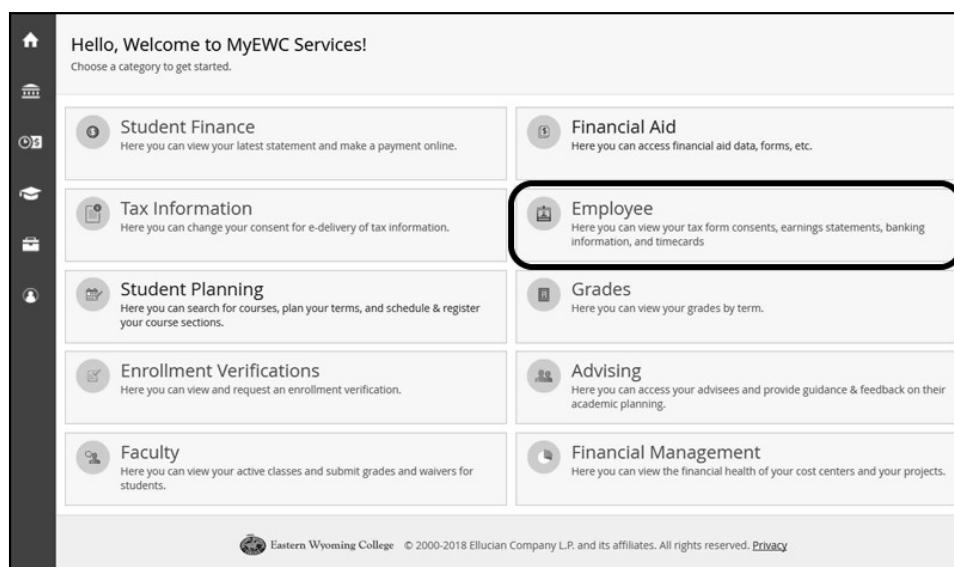 Hello, Welcome to MyEWC Services!
Choose a category to get started.
Student Finance
Here you can view your latest statement and make a payment online.
Financial Aid
Here you can access financial aid data, forms, etc.
Tax Information
Here you can change your consent for e-delivery of tax information.
Employee
Here you can view your tax form consents, earnings statements, banking
information, and timecards
Student Planning
Here you can search for courses, plan your terms, and schedule & register
your course sections.
Grades
Here you can view your grades by term.
Enrollment Verifications
Here you can view and request an enrollment verification.
Advising
Here you can access your advisees and provide guidance & feedback on their
academic planning.
Faculty
Here you can view your active classes and submit grades and waivers for
students.
Financial Management
Here you can view the financial health of your cost centers and your projects.
Eastern Wyoming College © 2000-2018 Ellucian Company L.P. and its affiliates. All rights reserved. Privacy